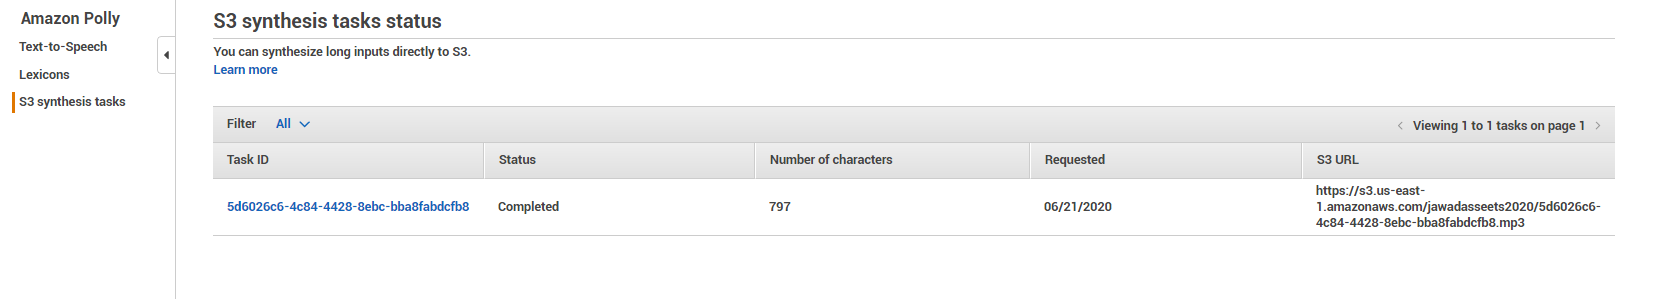 Amazon Polly
Text-to-Speech
Lexicons
S3 synthesis tasks
S3 synthesis tasks status
You can synthesize long inputs directly to S3.
Learn more
Filter All
Viewing 1 to 1 tasks on page 1
Task ID Status Number of characters Requested S3 URL
5d6026c6-4c84-4428-8ebc-bba8fabdcfb8 Completed 797 06/21/2020
https://s3.us-east-
1.amazonaws.com/jawadasseets2020/5d6026c6-
4c84-4428-8ebc-bba8fabdcfb8.mp3